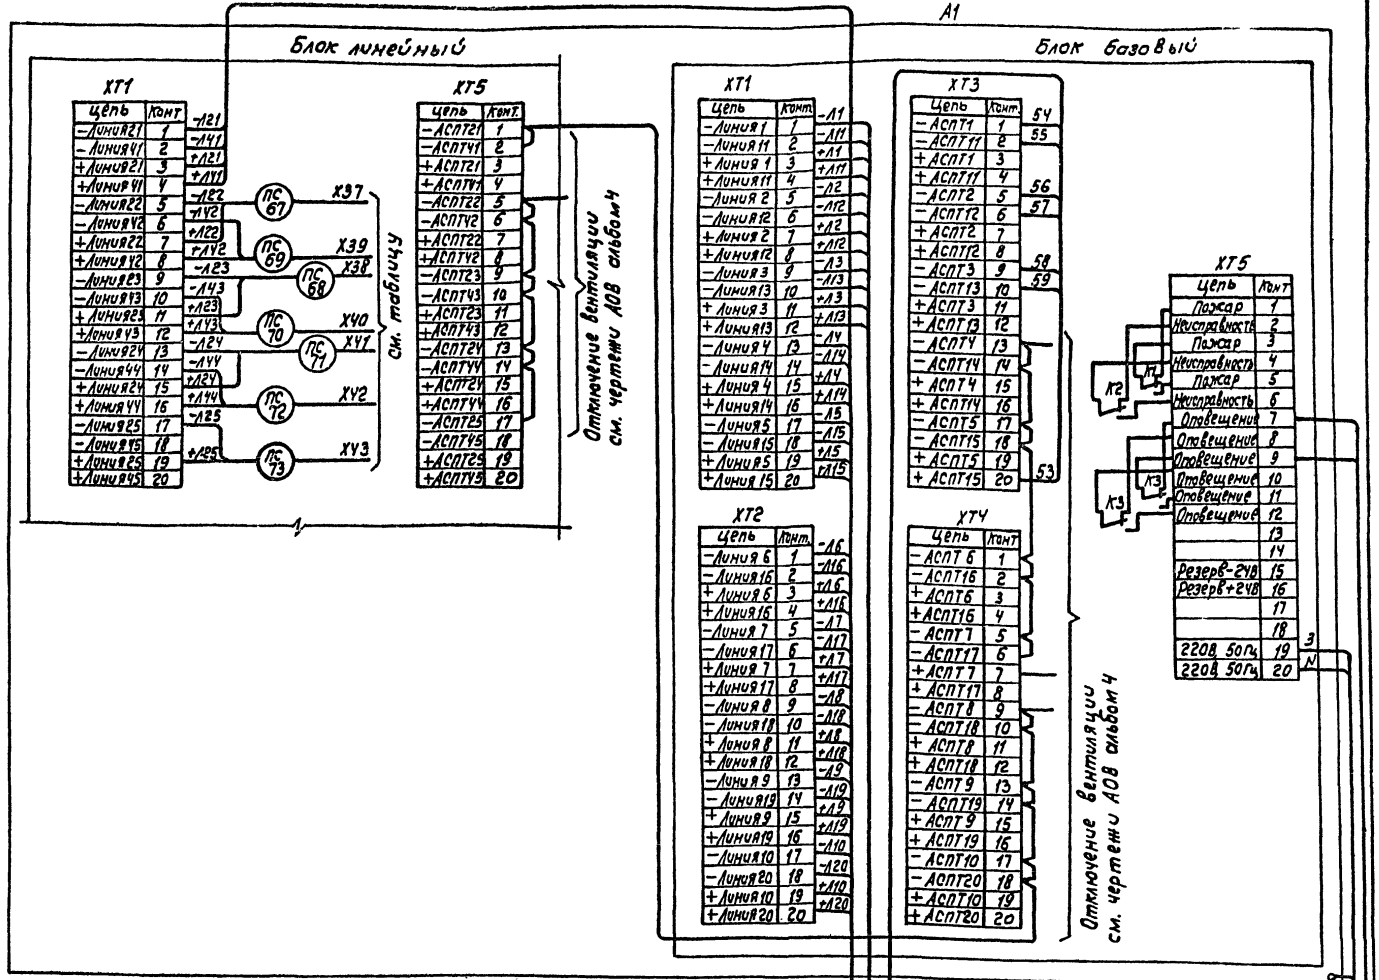 А1
Блок линейный
Блок базовый
ХТ1
Цепь Конт
-Линия21 1 -Л21
-Линия41 2 -Л41
+Линия21 3 +Л21
+Линия41 4 +Л41
-Линия22 5 -Л22
-Линия42 6 -Л42
+Линия22 7 +Л22
+Линия42 8 +Л42
-Линия23 9 -Л23
-Линия43 10 -Л43
+Линия23 11 +Л23
+Линия43 12 +Л43
-Линия24 13 -Л24
-Линия44 14 -Л44
+Линия24 15 +Л24
+Линия44 16 +Л44
-Линия25 17 -Л25
-Линия45 18
+Линия25 19 +Л25
+Линия45 20
ПС 67 Х37
ПС 69 Х39
ПС 68 Х38
ПС 70 Х40
ПС 71 Х41
ПС 72 Х42
ПС 73 Х43
см. таблицу
ХТ5
Цепь Конт.
-АСПТ21 1
-АСПТ41 2
+АСПТ21 3
+АСПТ41 4
-АСПТ22 5
-АСПТ42 6
+АСПТ22 7
+АСПТ42 8
-АСПТ23 9
-АСПТ43 10
+АСПТ23 11
+АСПТ43 12
-АСПТ24 13
-АСПТ44 14
+АСПТ24 15
+АСПТ44 16
-АСПТ25 17
-АСПТ45 18
+АСПТ25 19
+АСПТ45 20
Отключение вентиляции
см. чертежи АОВ альбом 4
ХТ1
Цепь Конт
-Линия 1 1 -Л1
-Линия11 2 -Л11
+Линия 1 3 +Л1
+Линия11 4 +Л11
-Линия 2 5 -Л2
-Линия12 6 -Л12
+Линия 2 7 +Л2
+Линия12 8 +Л12
-Линия 3 9 -Л3
-Линия13 10 -Л13
+Линия 3 11 +Л3
+Линия13 12 +Л13
-Линия 4 13 -Л4
-Линия14 14 -Л14
+Линия 4 15 +Л4
+Линия14 16 +Л14
-Линия 5 17 -Л5
-Линия15 18 -Л15
+Линия 5 19 +Л5
+Линия 15 20 +Л15
ХТ2
Цепь Конт.
-Линия 6 1 -Л6
-Линия16 2 -Л16
+Линия 6 3 +Л6
+Линия16 4 +Л16
-Линия 7 5 -Л7
-Линия17 6 -Л17
+Линия 7 7 +Л7
+Линия17 8 +Л17
-Линия 8 9 -Л8
-Линия 18 10 -Л18
+Линия 8 11 +Л8
+Линия 18 12 +Л18
-Линия 9 13 -Л9
-Линия19 14 -Л19
+Линия 9 15 +Л9
+Линия19 16 +Л19
-Линия10 17 -Л10
-Линия20 18 -Л20
+Линия10 19 +Л10
+Линия20 20 +Л20
ХТ3
Цепь Конт.
-АСПТ1 1 54
-АСПТ11 2 55
+АСПТ1 3
+АСПТ11 4
-АСПТ2 5 56
-АСПТ12 6 57
+АСПТ2 7
+АСПТ12 8
-АСПТ3 9 58
-АСПТ13 10 59
+АСПТ3 11
+АСПТ13 12
-АСПТ4 13
-АСПТ14 14
+АСПТ4 15
+АСПТ14 16
-АСПТ5 17
-АСПТ15 18
+АСПТ5 19
+АСПТ15 20 53
ХТ4
Цепь Конт
-АСПТ 6 1
-АСПТ16 2
+АСПТ6 3
+АСПТ16 4
-АСПТ7 5
-АСПТ17 6
+АСПТ7 7
+АСПТ17 8
-АСПТ8 9
-АСПТ18 10
+АСПТ8 11
+АСПТ18 12
-АСПТ 9 13
-АСПТ19 14
+АСПТ 9 15
+АСПТ19 16
-АСПТ10 17
-АСПТ20 18
+АСПТ10 19
+АСПТ20 20
Отключение вентиляции
см. чертежи АОВ альбом 4
ХТ5
Цепь Конт
Пожар 1
Неисправность 2
Пожар 3
Неисправность 4
Пожар 5
Неисправность 6
Оповещение 7
Оповещение 8
Оповещение 9
Оповещение 10
Оповещение 11
Оповещение 12
13
14
Резерв-24В 15
Резерв+24В 16
17
18
220В, 50Гц 19 3
220В, 50Гц 20 N
К2
К3
К3